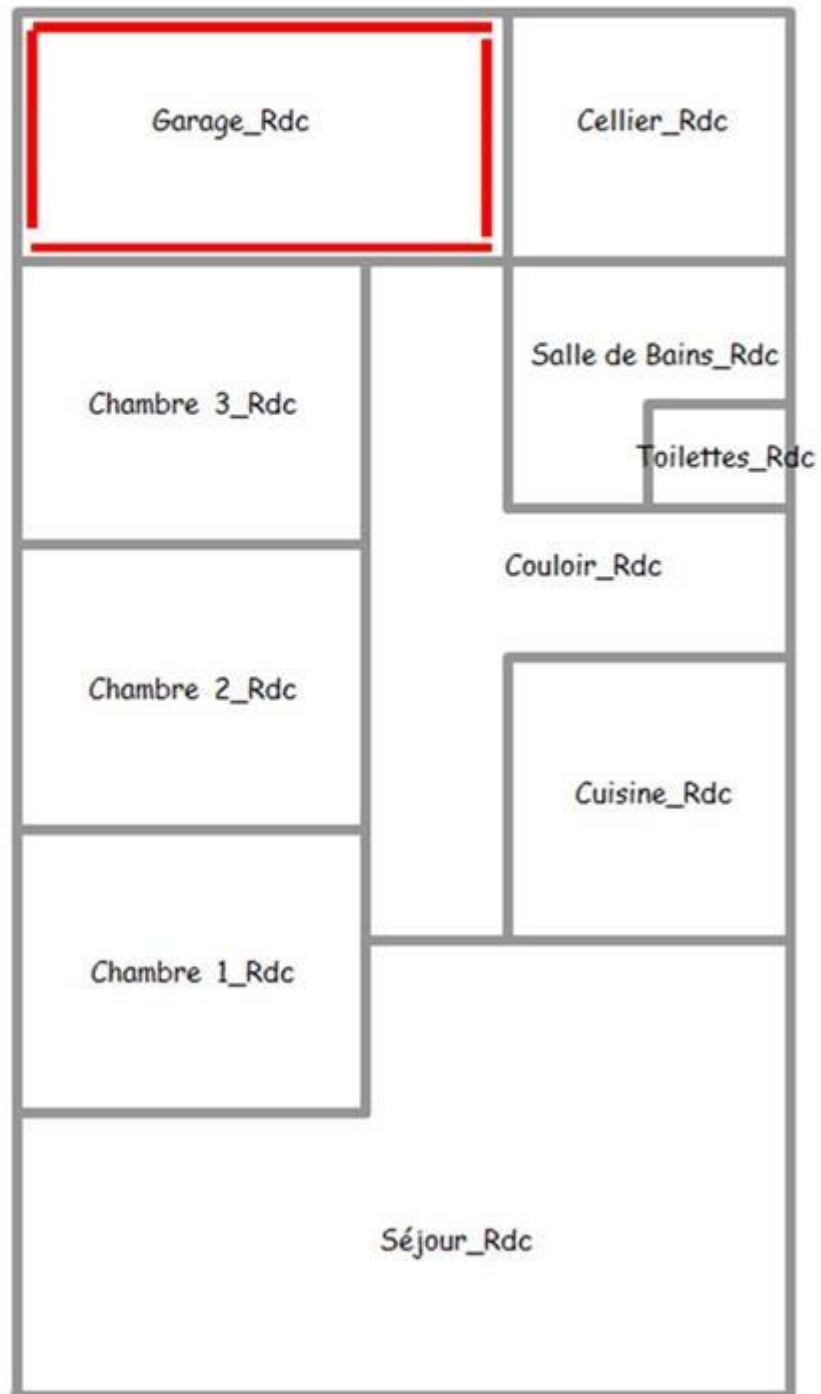 Garage_Rdc
Cellier_Rdc
Salle de Bains_Rdc
Chambre 3_Rdc
Toilettes_Rdc
Couloir_Rdc
Chambre 2_Rdc
Cuisine_Rdc
Chambre 1_Rdc
Séjour_Rdc